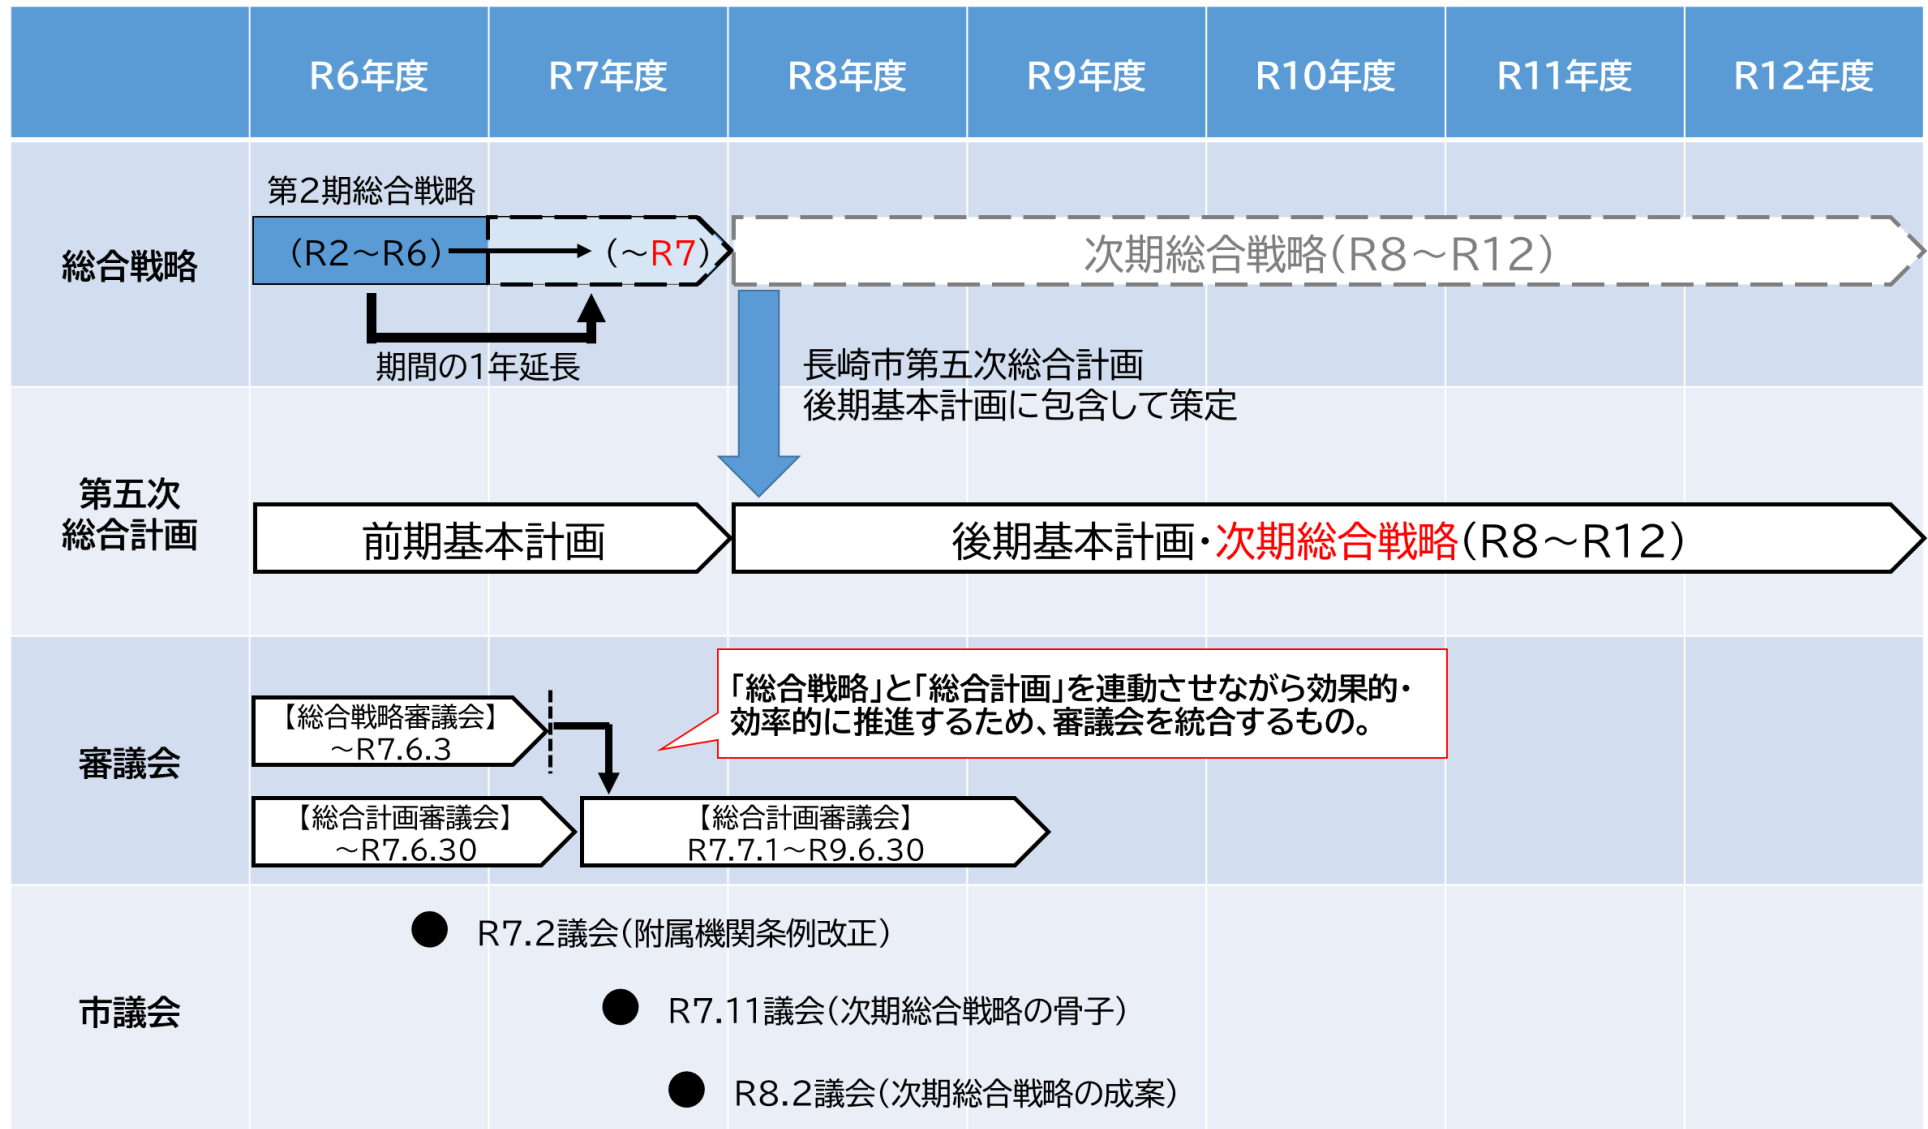 R6年度
R7年度
R8年度
R9年度
R10年度
R11年度
R12年度
総合戦略
第2期総合戦略
(R2～R6)
(～R7)
次期総合戦略(R8～R12)
期間の1年延長
長崎市第五次総合計画
後期基本計画に包含して策定
第五次
総合計画
前期基本計画
後期基本計画・次期総合戦略(R8～R12)
審議会
【総合戦略審議会】
～R7.6.3
「総合戦略」と「総合計画」を連動させながら効果的・
効率的に推進するため、審議会を統合するもの。
【総合計画審議会】
～R7.6.30
【総合計画審議会】
R7.7.1～R9.6.30
市議会
R7.2議会(附属機関条例改正)
R7.11議会(次期総合戦略の骨子)
R8.2議会(次期総合戦略の成案)